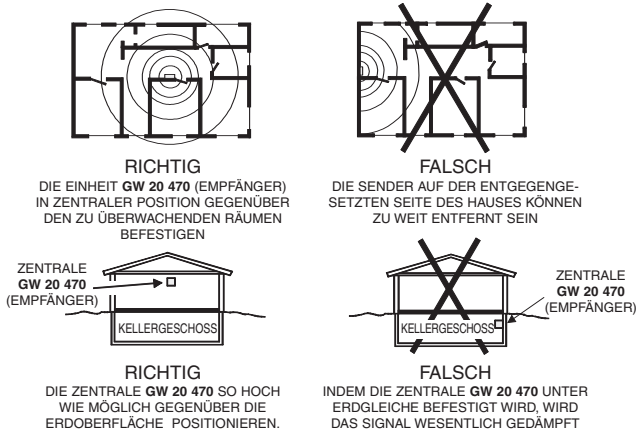 RICHTIG
DIE EINHEIT GW 20 470 (EMPFÄNGER)
IN ZENTRALER POSITION GEGENÜBER
DEN ZU ÜBERWACHENDEN RÄUMEN
BEFESTIGEN
FALSCH
DIE SENDER AUF DER ENTGEGENGE-
SETZTEN SEITE DES HAUSES KÖNNEN
ZU WEIT ENTFERNT SEIN
ZENTRALE
GW 20 470
(EMPFÄNGER)
KELLERGESCHOSS
RICHTIG
DIE ZENTRALE GW 20 470 SO HOCH
WIE MÖGLICH GEGENÜBER DIE
ERDOBERFLÄCHE POSITIONIEREN.
ZENTRALE
GW 20 470
(EMPFÄNGER)
KELLERGESCHOSS
FALSCH
INDEM DIE ZENTRALE GW 20 470 UNTER
ERDGLEICHE BEFESTIGT WIRD, WIRD
DAS SIGNAL WESENTLICH GEDÄMPFT